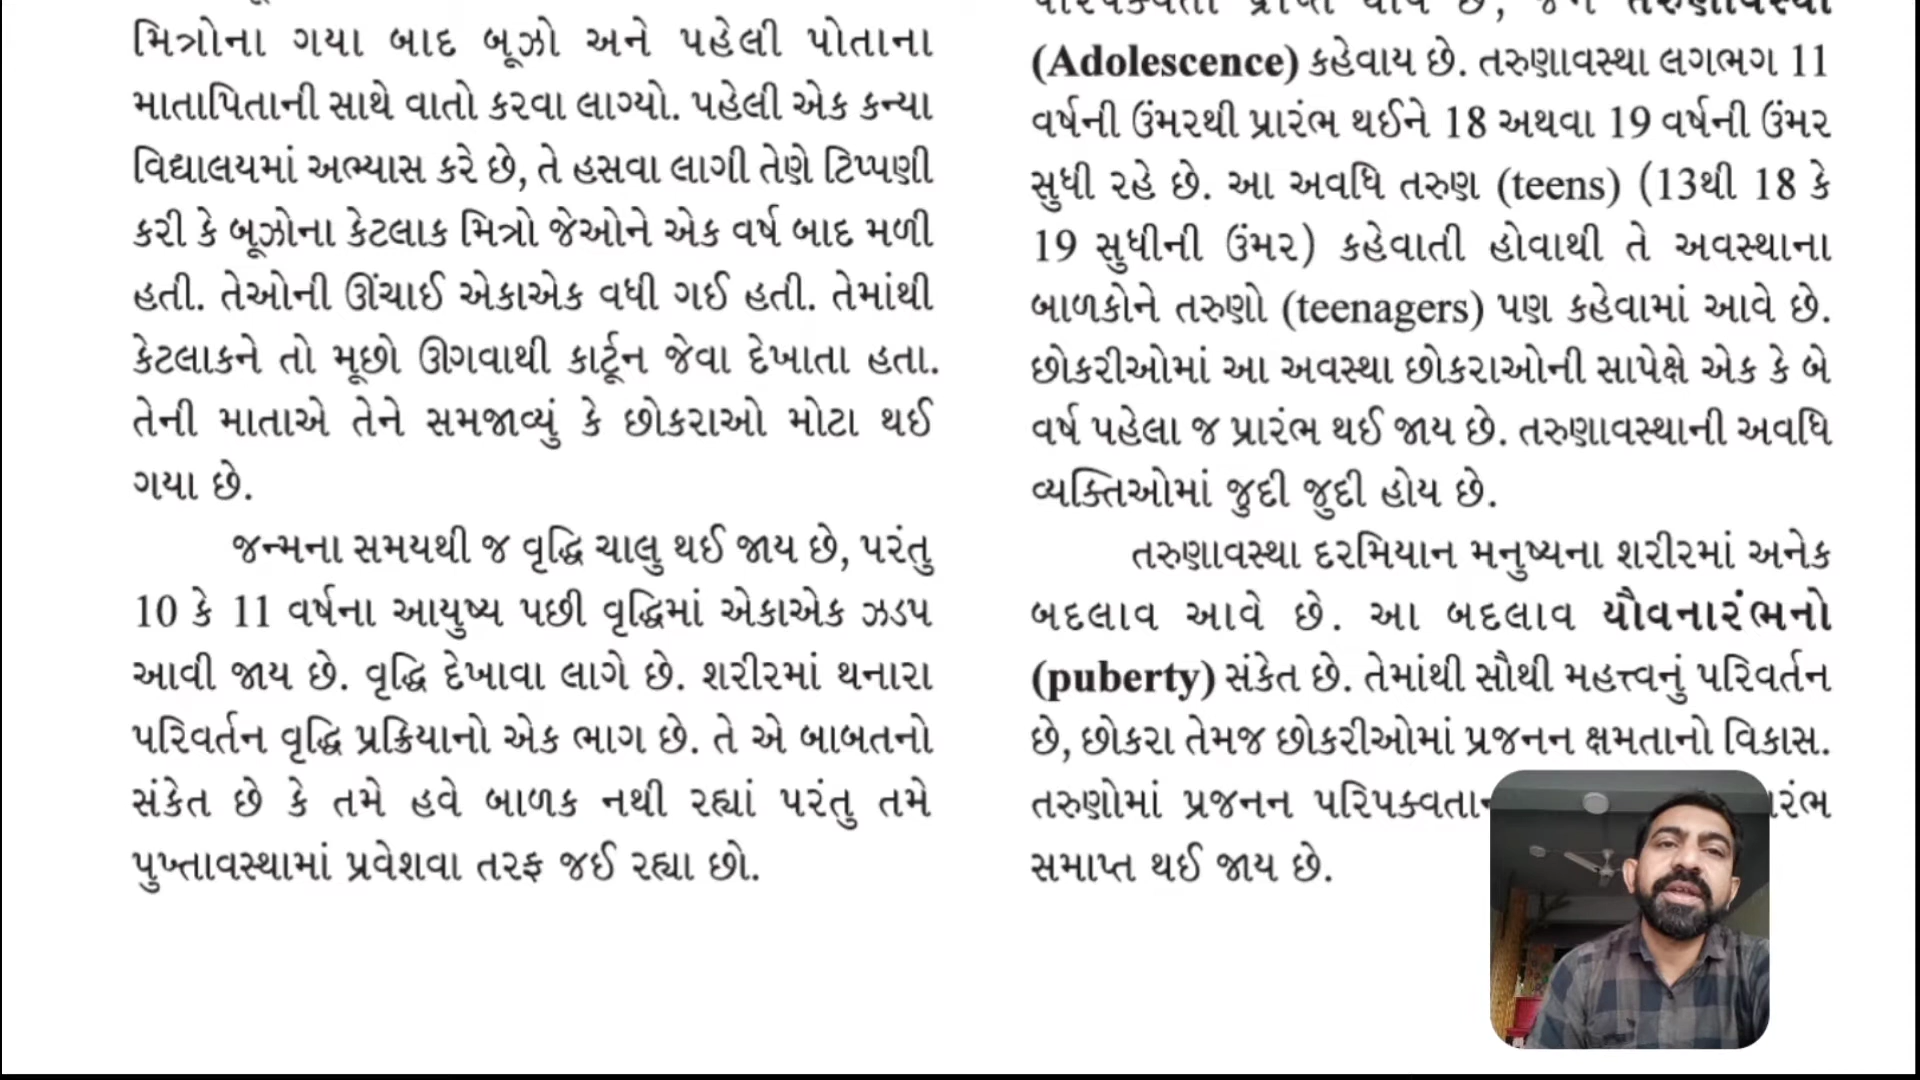 મિત્રોના ગયા બાદ બૂઝો અને પહેલી પોતાના
માતાપિતાની સાથે વાતો કરવા લાગ્યો. પહેલી એક કન્યા
વિદ્યાલયમાં અભ્યાસ કરે છે, તે હસવા લાગી તેણે ટિપ્પણી
કરી કે બૂઝોના કેટલાક મિત્રો જેઓને એક વર્ષ બાદ મળી
હતી. તેઓની ઊંચાઈ એકાએક વધી ગઈ હતી. તેમાંથી
કેટલાકને તો મૂછો ઊગવાથી કાર્ટૂન જેવા દેખાતા હતા.
તેની માતાએ તેને સમજાવ્યું કે છોકરાઓ મોટા થઈ
ગયા છે.
જન્મના સમયથી જ વૃદ્ધિ ચાલુ થઈ જાય છે, પરંતુ
10 કે 11 વર્ષના આયુષ્ય પછી વૃદ્ધિમાં એકાએક ઝડપ
આવી જાય છે. વૃદ્ધિ દેખાવા લાગે છે. શરીરમાં થનારા
પરિવર્તન વૃદ્ધિ પ્રક્રિયાનો એક ભાગ છે. તે એ બાબતનો
સંકેત છે કે તમે હવે બાળક નથી રહ્યાં પરંતુ તમે
પુખ્તાવસ્થામાં પ્રવેશવા તરફ જઈ રહ્યા છો.
(Adolescence) કહેવાય છે. તરુણાવસ્થા લગભગ 11
વર્ષની ઉંમરથી પ્રારંભ થઈને 18 અથવા 19 વર્ષની ઉંમર
સુધી રહે છે. આ અવધિ તરુણ (teens) (13થી 18 કે
19 સુધીની ઉંમર) કહેવાતી હોવાથી તે અવસ્થાના
બાળકોને તરુણો (teenagers) પણ કહેવામાં આવે છે.
છોકરીઓમાં આ અવસ્થા છોકરાઓની સાપેક્ષે એક કે બે
વર્ષ પહેલા જ પ્રારંભ થઈ જાય છે. તરુણાવસ્થાની અવધિ
વ્યક્તિઓમાં જુદી જુદી હોય છે.
તરુણાવસ્થા દરમિયાન મનુષ્યના શરીરમાં અનેક
બદલાવ આવે છે. આ બદલાવ યૌવનારંભનો
(puberty) સંકેત છે. તેમાંથી સૌથી મહત્ત્વનું પરિવર્તન
છે, છોકરા તેમજ છોકરીઓમાં પ્રજનન ક્ષમતાનો વિકાસ.
તરુણોમાં પ્રજનન
સમાપ્ત થઈ જાય છે.